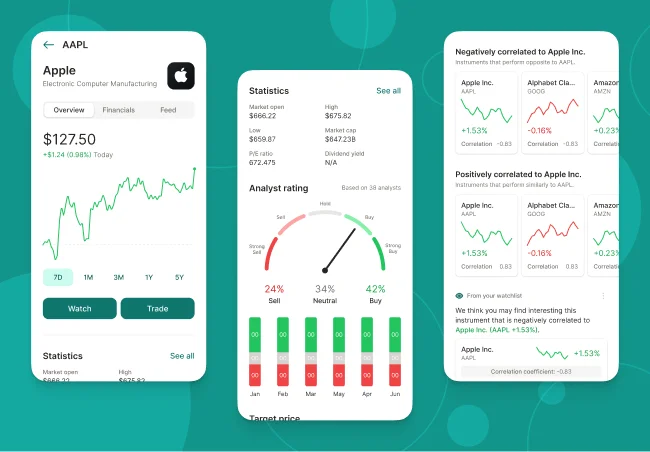 AAPL
Apple
Electronic Computer Manufacturing
Overview Financials Feed
$127.50
+$1.24 (0.98%) Today
7D 1M 3M 1Y 5Y
Watch Trade
Statistics See all
Market open High
$666.22 $675.82
Statistics See all
Market open High
$666.22 $675.82
Low Market cap
$659.87 $647.23B
P/E ratio Dividend yield
672.475 N/A
Analyst rating Based on 38 analysts
Hold
Sell Buy
Strong Sell Strong Buy
24% 34% 42%
Sell Neutral Buy
00 00 00 00 00 00
00 00 00 00 00 00
00 00 00 00 00 00
Jan Feb Mar May Apr Jun
Target price
Negatively correlated to Apple Inc.
Instruments that perform opposite to AAPL.
Apple Inc. Alphabet Cla... Amazon
AAPL GOOG AMZN
+1.53% -0.16% +0.23%
Correlation -0.83 Correlation -0.83 Correla
Positively correlated to Apple Inc.
Instruments that perform similarly to AAPL.
Apple Inc. Alphabet Cla... Amazon
AAPL GOOG AMZN
+1.53% -0.16% +0.23%
Correlation 0.83 Correlation 0.83 Correla
From your watchlist
We think you may find interesting this
instrument that is negatively correlated to
Apple Inc. (AAPL +1.53%).
Apple Inc. +1.53%
AAPL
Correlation coefficient: -0.83